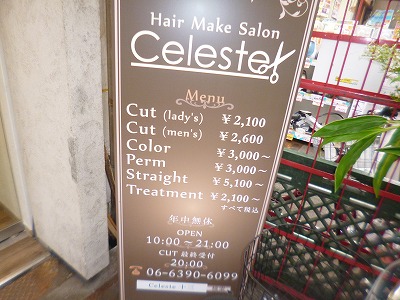 Hair Make Salon
Celeste
Menu
Cut (lady's) ¥2,100
Cut (men's) ¥2,600
Color ¥3,000~
Perm ¥3,000~
Straight ¥5,100~
Treatment ¥2,100~
すべて税込
年中無休
OPEN
10:00~21:00
CUT 最終受付
20:00
06-6390-6099
Celeste